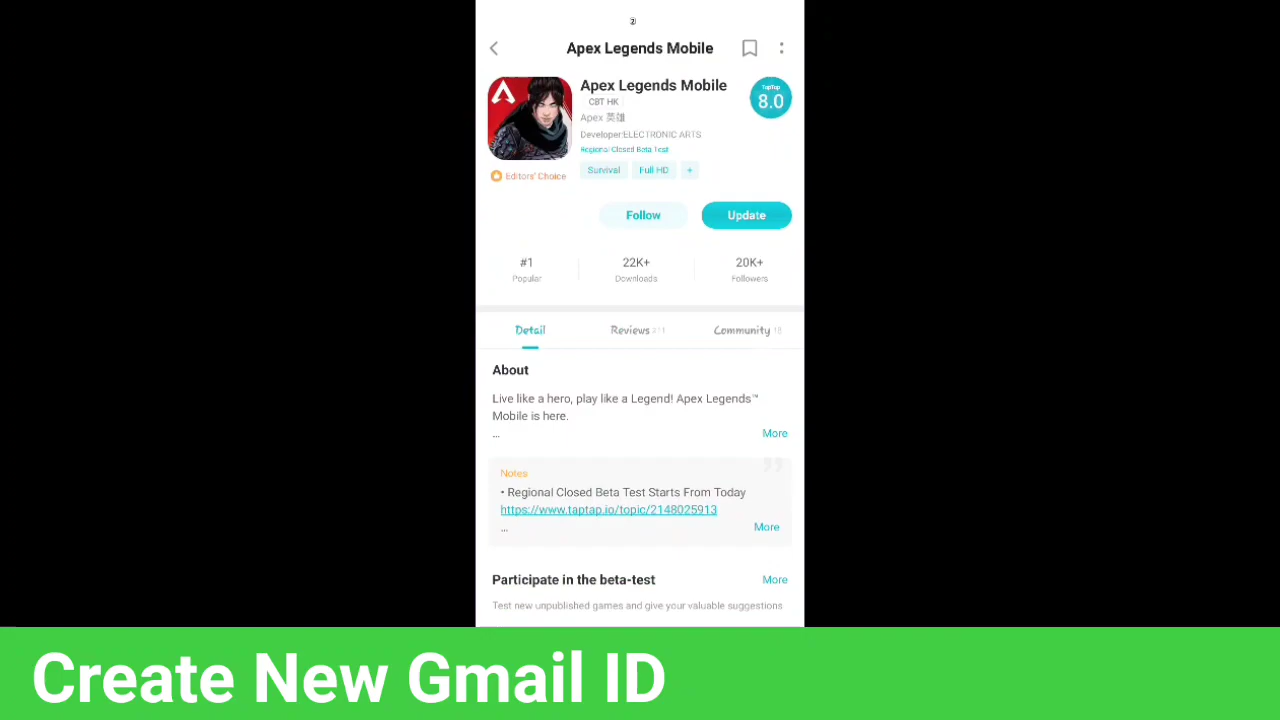 ②
Apex Legends Mobile
Apex Legends Mobile
CBT HK
Apex 英雄
Developer:ELECTRONIC ARTS
Regional Closed Beta Test
TapTap
8.0
Editors' Choice
Survival Full HD +
Follow Update
#1 22K+ 20K+
Popular Downloads Followers
Detail Reviews Community 18
About
Live like a hero, play like a Legend! Apex Legends™
Mobile is here.
... More
Notes
• Regional Closed Beta Test Starts From Today
https://www.taptap.io/topic/2148025913
... More
Participate in the beta-test More
Test new unpublished games and give your valuable suggestions
Create New Gmail ID